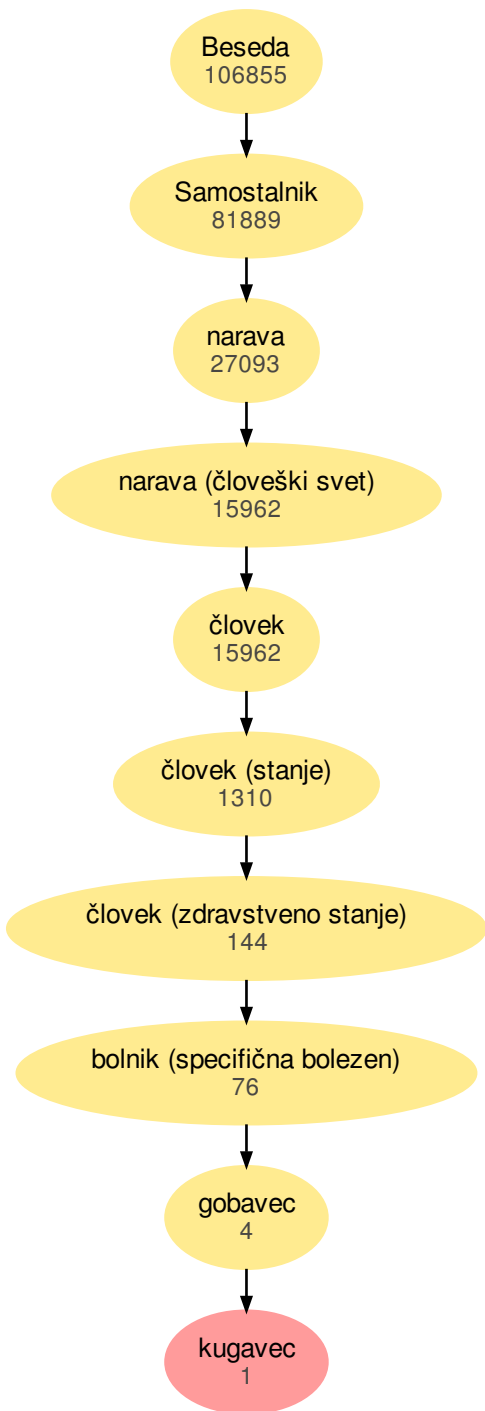 Beseda
106855
Samostalnik
81889
narava
27093
narava (človeški svet)
15962
človek
15962
človek (stanje)
1310
človek (zdravstveno stanje)
144
bolnik (specifična bolezen)
76
gobavec
4
kugavec
1